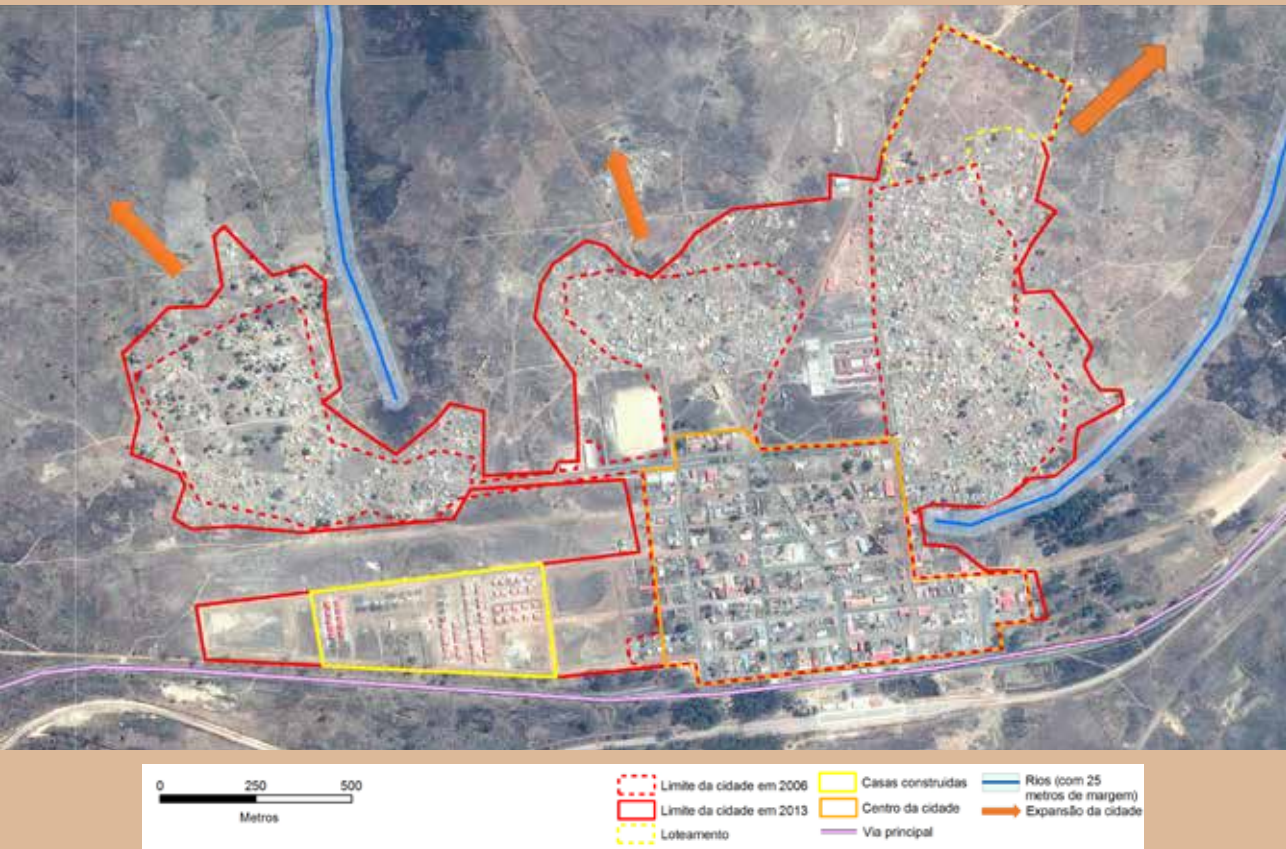 0 250 500
Metros
Limite da cidade em 2006
Limite da cidade em 2013
Loteamento
Casas construidas
Centro da cidade
Via principal
Rios (com 25
metros de margem)
Expansão da cidade